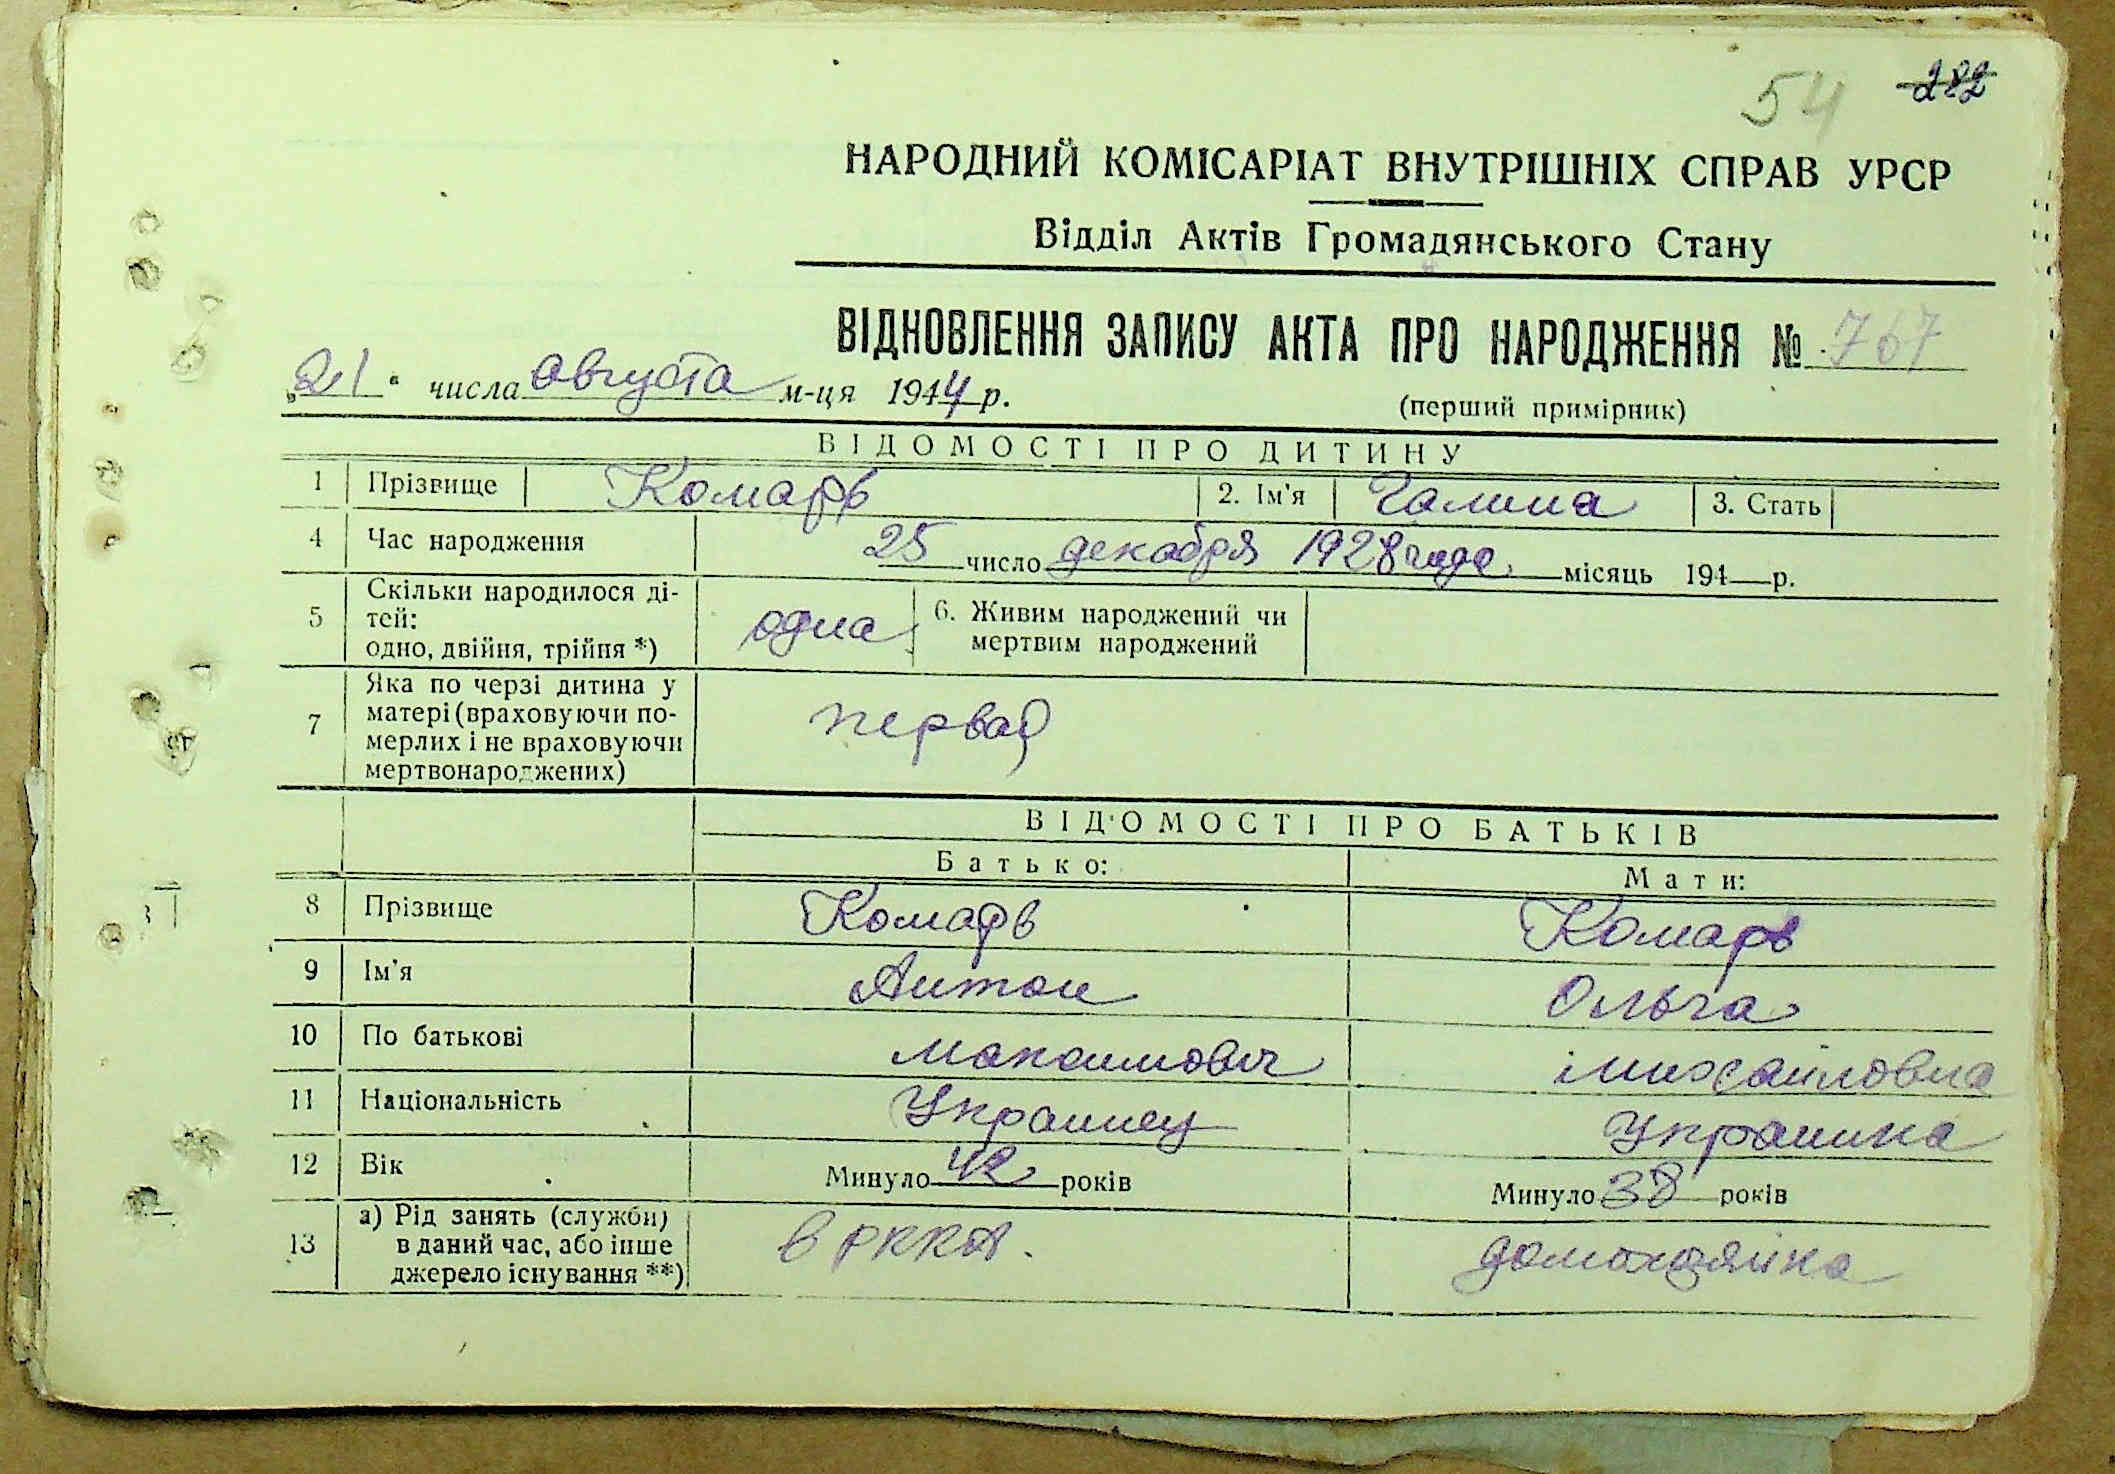 54 282
НАРОДНИЙ КОМІСАРІАТ ВНУТРІШНІХ СПРАВ УРСР
Відділ Актів Громадянського Стану
ВІДНОВЛЕННЯ ЗАПИСУ АКТА ПРО НАРОДЖЕННЯ № 767
„21“ числа августа м-ця 1944 р.
(перший примірник)
ВІДОМОСТІ ПРО ДИТИНУ
1 Прізвище Комарь 2. Ім'я Галина 3. Стать
4 Час народження 25 число декабря 1928 года місяць 194 р.
5 Скільки народилося ді-
тей:
одно, двійня, трійня *) одна
6. Живим народжений чи
мертвим народжений
7 Яка по черзі дитина у
матері (враховуючи по-
мерлих і не враховуючи
мертвонароджених) первая
ВІДОМОСТІ ПРО БАТЬКІВ
Батько: Мати:
8 Прізвище Комарь Комарь
9 Ім'я Антон Ольга
10 По батькові Максимович Михайловна
11 Національність Украинец Украинка
12 Вік Минуло 42 років Минуло 38 років
13 а) Рід занять (служби)
в даний час, або інше
джерело існування **) в РККА. домохозяйка